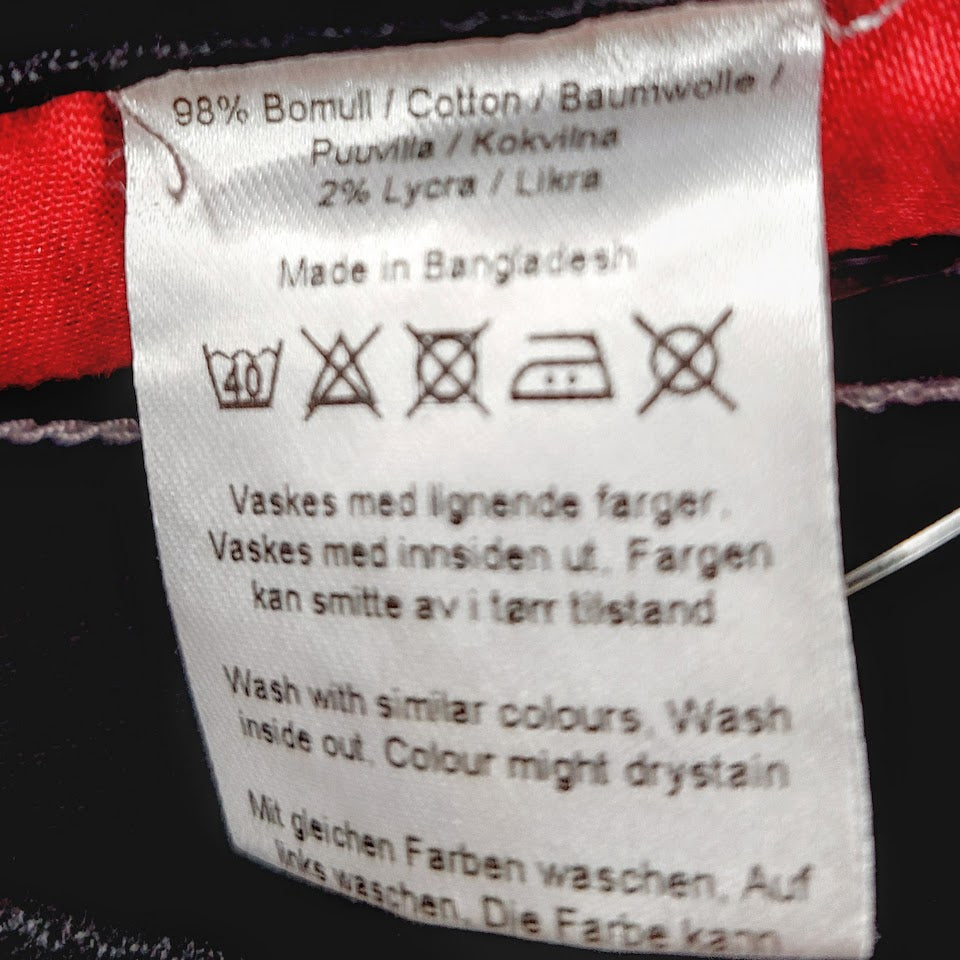 98% Bomull / Cotton / Baumwolle /
Puuvilla / Kokvilna
2% Lycra / Likra
Made in Bangladesh
40
Vaskes med lignende farger.
Vaskes med innsiden ut. Fargen
kan smitte av i tørr tilstand
Wash with similar colours. Wash
inside out. Colour might drystain
Mit gleichen Farben waschen. Auf
links waschen. Die Farbe kann